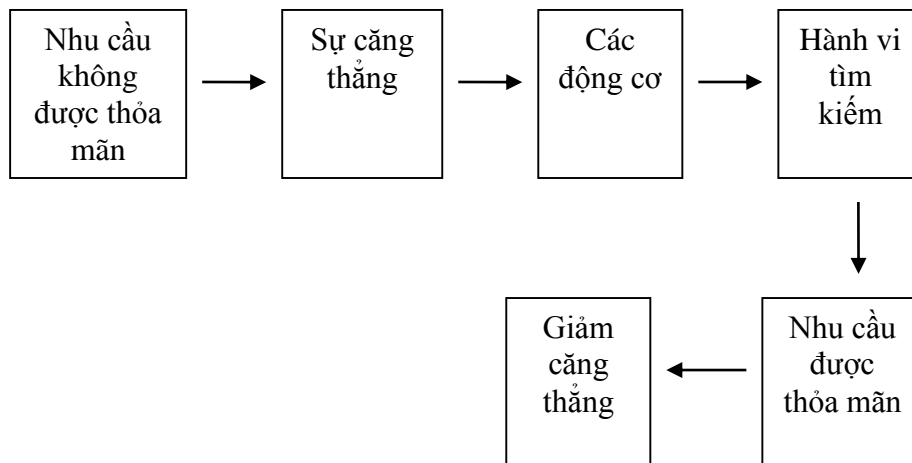 Nhu cầu
không
được thỏa
mãn
Sự căng
thẳng
Các
động cơ
Hành vi
tìm
kiếm
Giảm
căng
thẳng
Nhu cầu
được
thỏa mãn